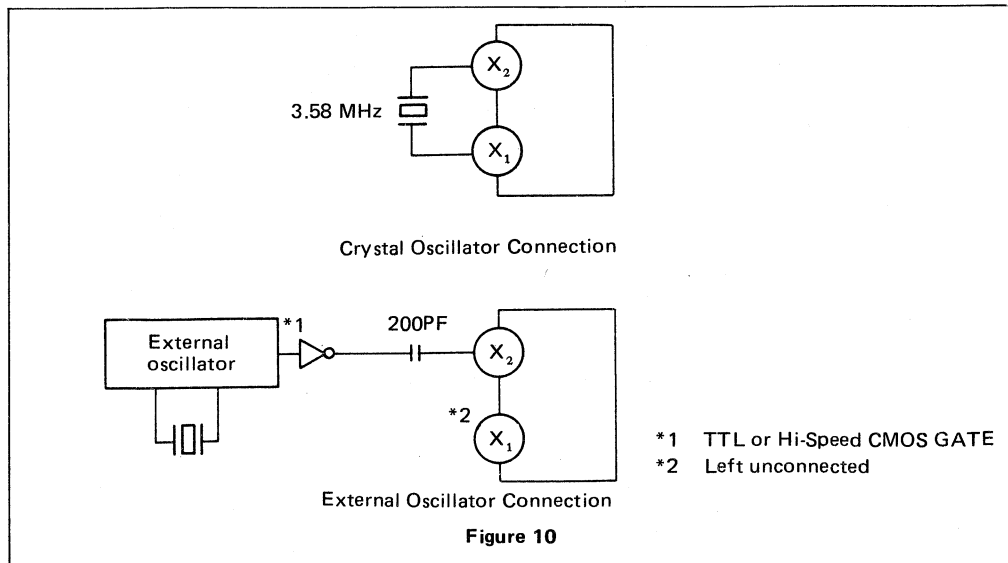 X₂
3.58 MHz
X₁
Crystal Oscillator Connection
*1
200PF
External
oscillator
X₂
*2
X₁
*1 TTL or Hi-Speed CMOS GATE
*2 Left unconnected
External Oscillator Connection
Figure 10